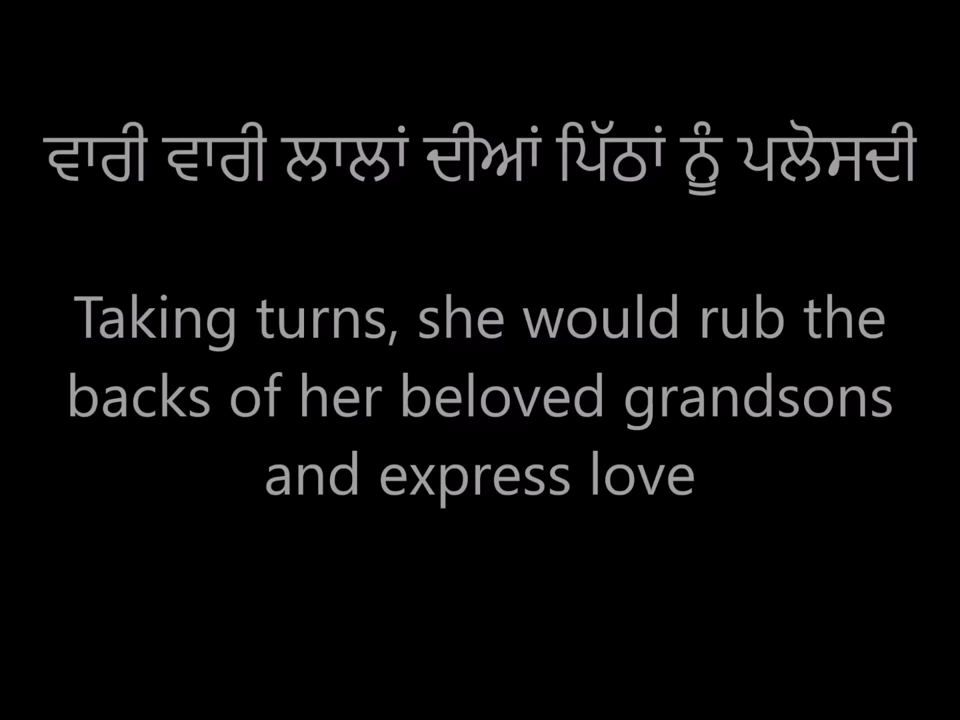 ਵਾਰੀ ਵਾਰੀ ਲਾਲਾਂ ਦੀਆਂ ਪਿੱਠਾਂ ਨੂੰ ਪਲੋਸਦੀ
Taking turns, she would rub the
backs of her beloved grandsons
and express love